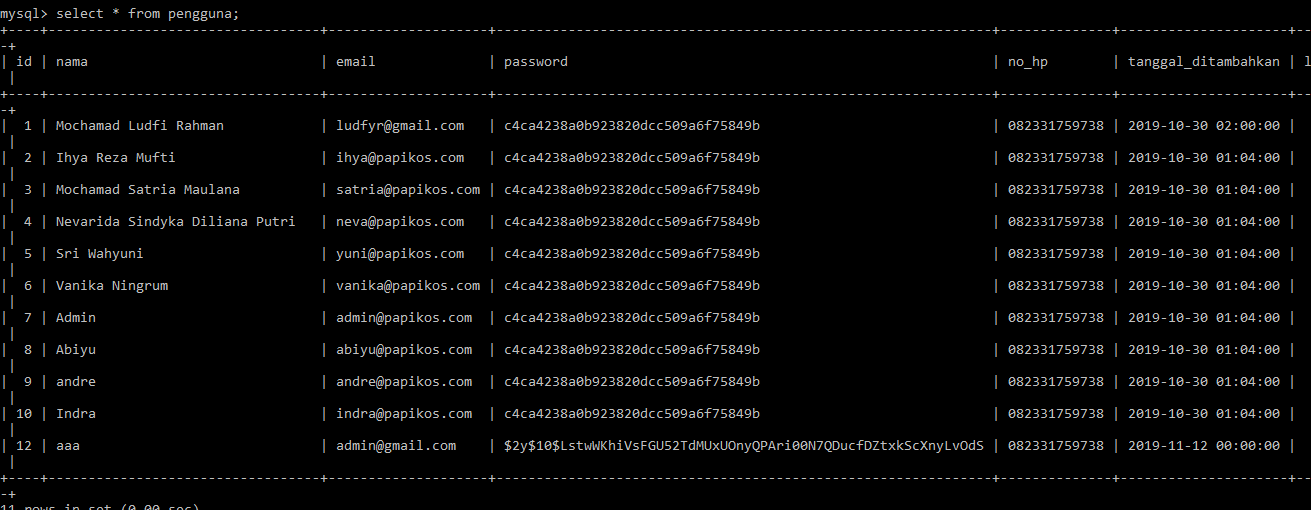 mysql> select * from pengguna;
+----+----------------------------------+--------------------+--------------------------------------------------------------+--------------+---------------------+--
-+
| id | nama                             | email              | password                                                     | no_hp        | tanggal_ditambahkan | l
 |
+----+----------------------------------+--------------------+--------------------------------------------------------------+--------------+---------------------+--
-+
|  1 | Mochamad Ludfi Rahman            | ludfyr@gmail.com   | c4ca4238a0b923820dcc509a6f75849b                             | 082331759738 | 2019-10-30 02:00:00 |
 |
|  2 | Ihya Reza Mufti                  | ihya@papikos.com   | c4ca4238a0b923820dcc509a6f75849b                             | 082331759738 | 2019-10-30 01:04:00 |
 |
|  3 | Mochamad Satria Maulana          | satria@papikos.com | c4ca4238a0b923820dcc509a6f75849b                             | 082331759738 | 2019-10-30 01:04:00 |
 |
|  4 | Nevarida Sindyka Diliana Putri   | neva@papikos.com   | c4ca4238a0b923820dcc509a6f75849b                             | 082331759738 | 2019-10-30 01:04:00 |
 |
|  5 | Sri Wahyuni                      | yuni@papikos.com   | c4ca4238a0b923820dcc509a6f75849b                             | 082331759738 | 2019-10-30 01:04:00 |
 |
|  6 | Vanika Ningrum                   | vanika@papikos.com | c4ca4238a0b923820dcc509a6f75849b                             | 082331759738 | 2019-10-30 01:04:00 |
 |
|  7 | Admin                            | admin@papikos.com  | c4ca4238a0b923820dcc509a6f75849b                             | 082331759738 | 2019-10-30 01:04:00 |
 |
|  8 | Abiyu                            | abiyu@papikos.com  | c4ca4238a0b923820dcc509a6f75849b                             | 082331759738 | 2019-10-30 01:04:00 |
 |
|  9 | andre                            | andre@papikos.com  | c4ca4238a0b923820dcc509a6f75849b                             | 082331759738 | 2019-10-30 01:04:00 |
 |
| 10 | Indra                            | indra@papikos.com  | c4ca4238a0b923820dcc509a6f75849b                             | 082331759738 | 2019-10-30 01:04:00 |
 |
| 12 | aaa                              | admin@gmail.com    | $2y$10$LstwWKhiVsFGU52TdMUxUOnyQPAri00N7QDucfDZtxkScXnyLvOdS | 082331759738 | 2019-11-12 00:00:00 |
 |
+----+----------------------------------+--------------------+--------------------------------------------------------------+--------------+---------------------+--
-+
11 rows in set (0.00 sec)